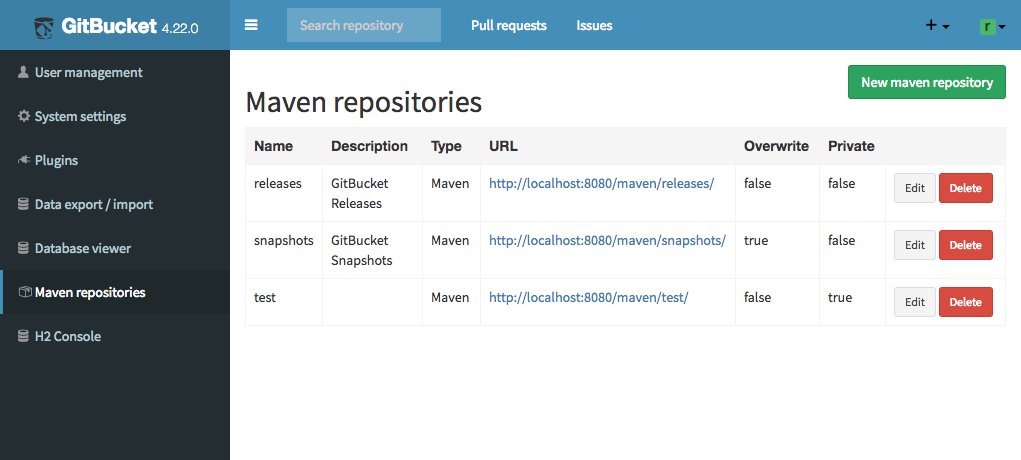 GitBucket 4.22.0
Search repository
Pull requests
Issues
r
User management
System settings
Plugins
Data export / import
Database viewer
Maven repositories
H2 Console
New maven repository
Maven repositories
Name Description Type URL Overwrite Private
releases GitBucket Maven http://localhost:8080/maven/releases/ false false Edit Delete
Releases
snapshots GitBucket Maven http://localhost:8080/maven/snapshots/ true false Edit Delete
Snapshots
test Maven http://localhost:8080/maven/test/ false true Edit Delete